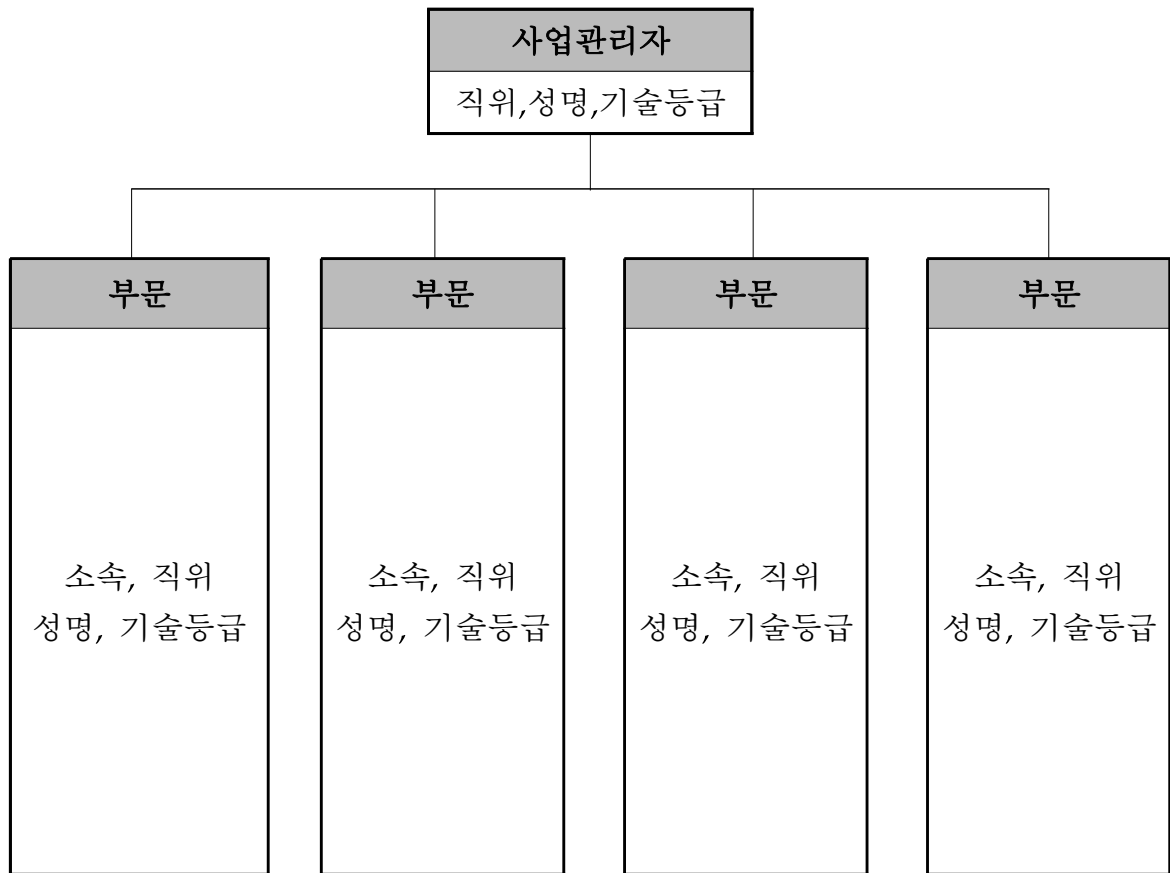 사업관리자
직위,성명,기술등급
부문
소속, 직위
성명, 기술등급
부문
소속, 직위
성명, 기술등급
부문
소속, 직위
성명, 기술등급
부문
소속, 직위
성명, 기술등급